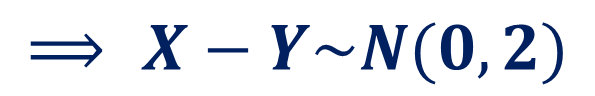 ⟹ X − Y~N(0, 2)